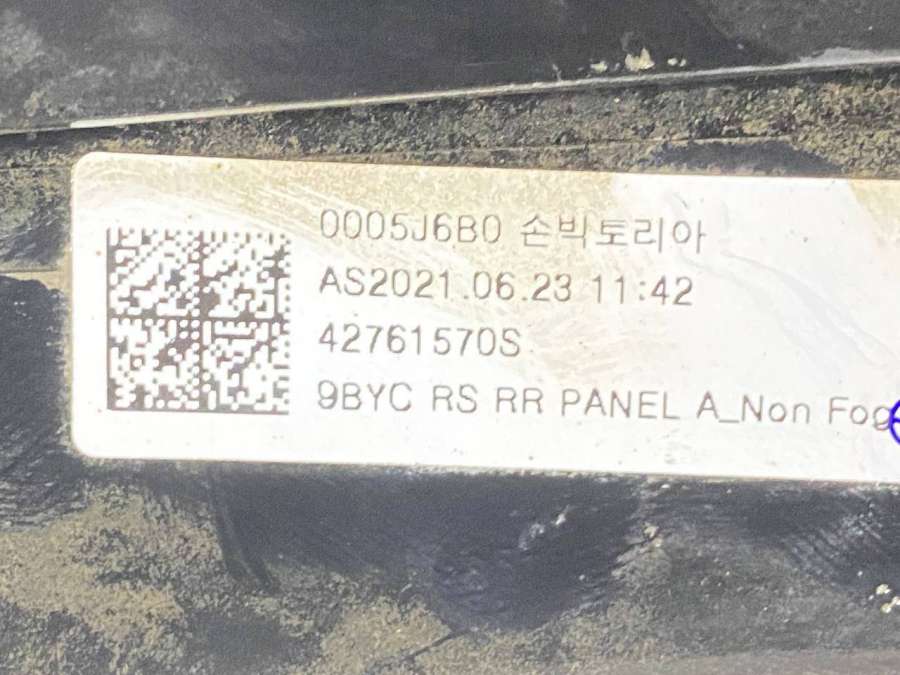 0005J6B0 손빅토리아
AS2021.06.23 11:42
42761570S
9BYC RS RR PANEL A_Non Fog